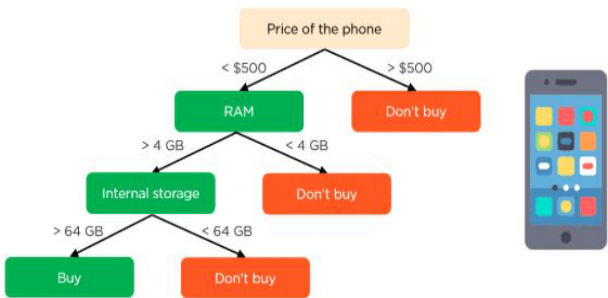 Price of the phone
< $500
> $500
RAM
Don't buy
> 4 GB
< 4 GB
Internal storage
Don't buy
> 64 GB
< 64 GB
Buy
Don't buy